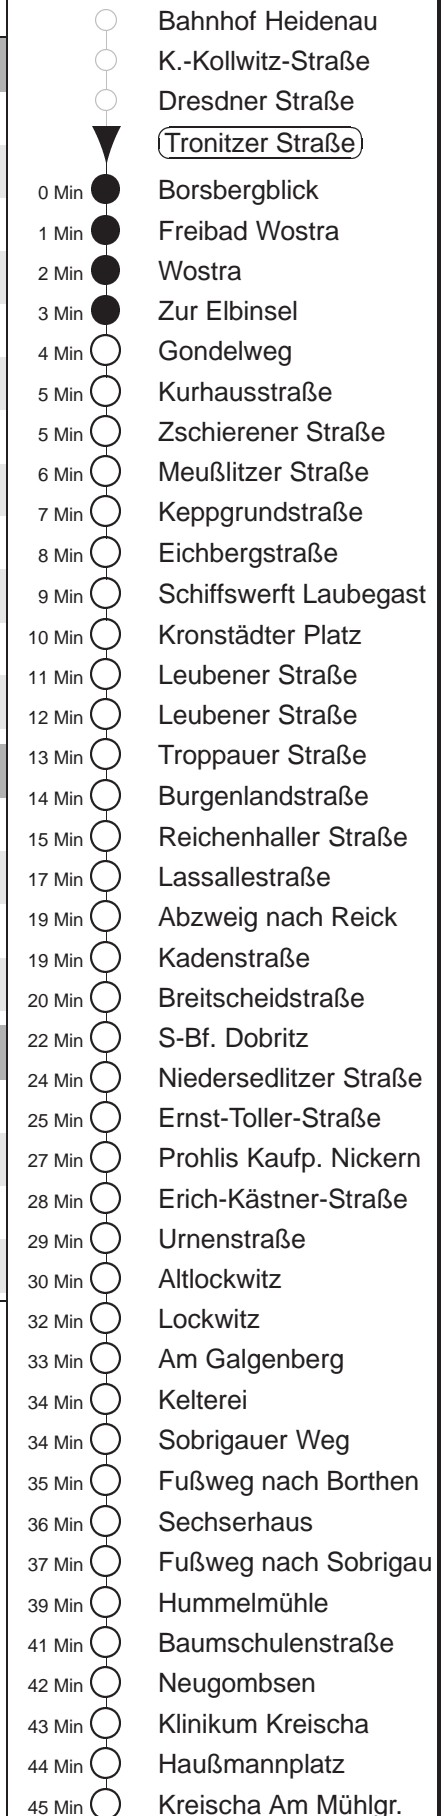 Bahnhof Heidenau
K.-Kollwitz-Straße
Dresdner Straße
Tronitzer Straße
0 Min Borsbergblick
1 Min Freibad Wostra
2 Min Wostra
3 Min Zur Elbinsel
4 Min Gondelweg
5 Min Kurhausstraße
5 Min Zschierener Straße
6 Min Meußlitzer Straße
7 Min Keppgrundstraße
8 Min Eichbergstraße
9 Min Schiffswerft Laubegast
10 Min Kronstädter Platz
11 Min Leubener Straße
12 Min Leubener Straße
13 Min Troppauer Straße
14 Min Burgenlandstraße
15 Min Reichenhaller Straße
17 Min Lassallestraße
19 Min Abzweig nach Reick
19 Min Kadenstraße
20 Min Breitscheidstraße
22 Min S-Bf. Dobritz
24 Min Niedersedlitzer Straße
25 Min Ernst-Toller-Straße
27 Min Prohlis Kaufp. Nickern
28 Min Erich-Kästner-Straße
29 Min Urnenstraße
30 Min Altlockwitz
32 Min Lockwitz
33 Min Am Galgenberg
34 Min Kelterei
34 Min Sobrigauer Weg
35 Min Fußweg nach Borthen
36 Min Sechserhaus
37 Min Fußweg nach Sobrigau
39 Min Hummelmühle
41 Min Baumschulenstraße
42 Min Neugombsen
43 Min Klinikum Kreischa
44 Min Haußmannplatz
45 Min Kreischa Am Mühlgr.